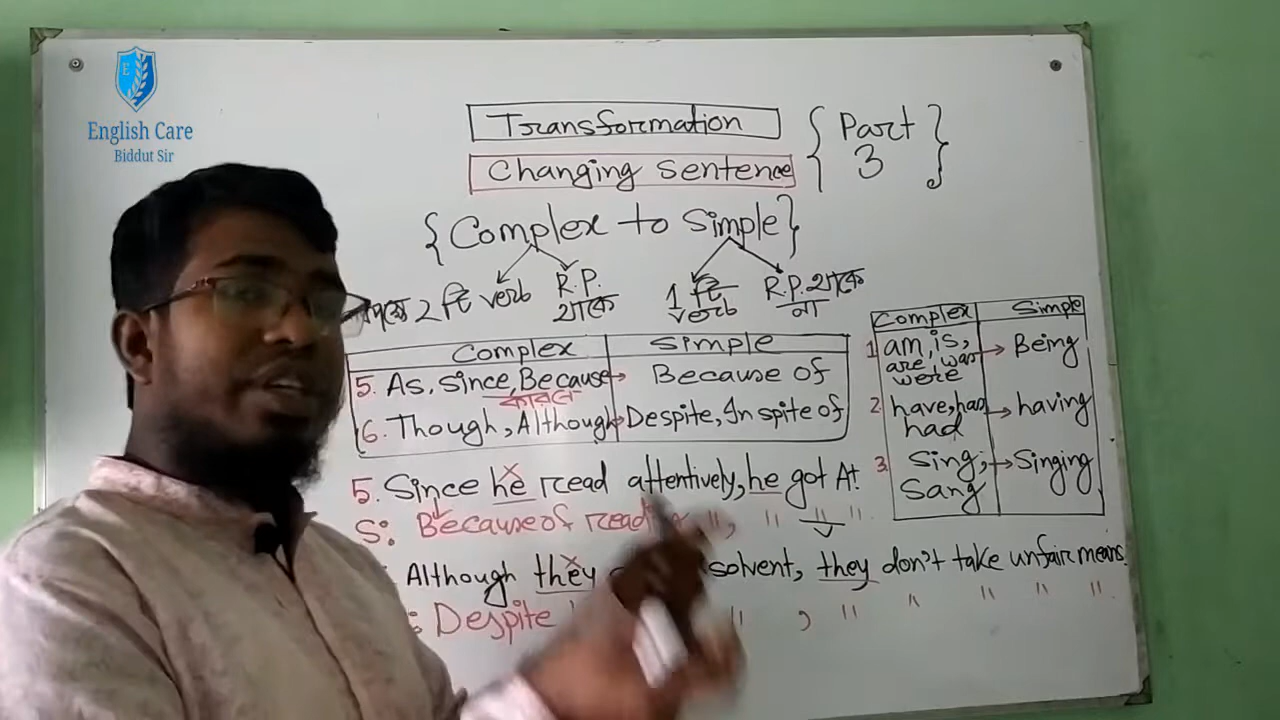 E
English Care
Biddut Sir
Transformation
Changing Sentence
{ Part 3 }
{Complex to Simple}
2 টি verb R.P. থাকে 1 টি verb R.P. থাকে না
Complex Simple
5. As, Since, Because → Because of
কারনে
6. Though, Although → Despite, In spite of
Complex Simple
1. am, is, are, was were → Being
2. have, has, had → having
3. Sing; Sang → Singing
5. Since he read attentively, he got A+.
S: Because of reading ", " " ".
Although they solvent, they don't take unfair means.
: Despite " , " " " " ".